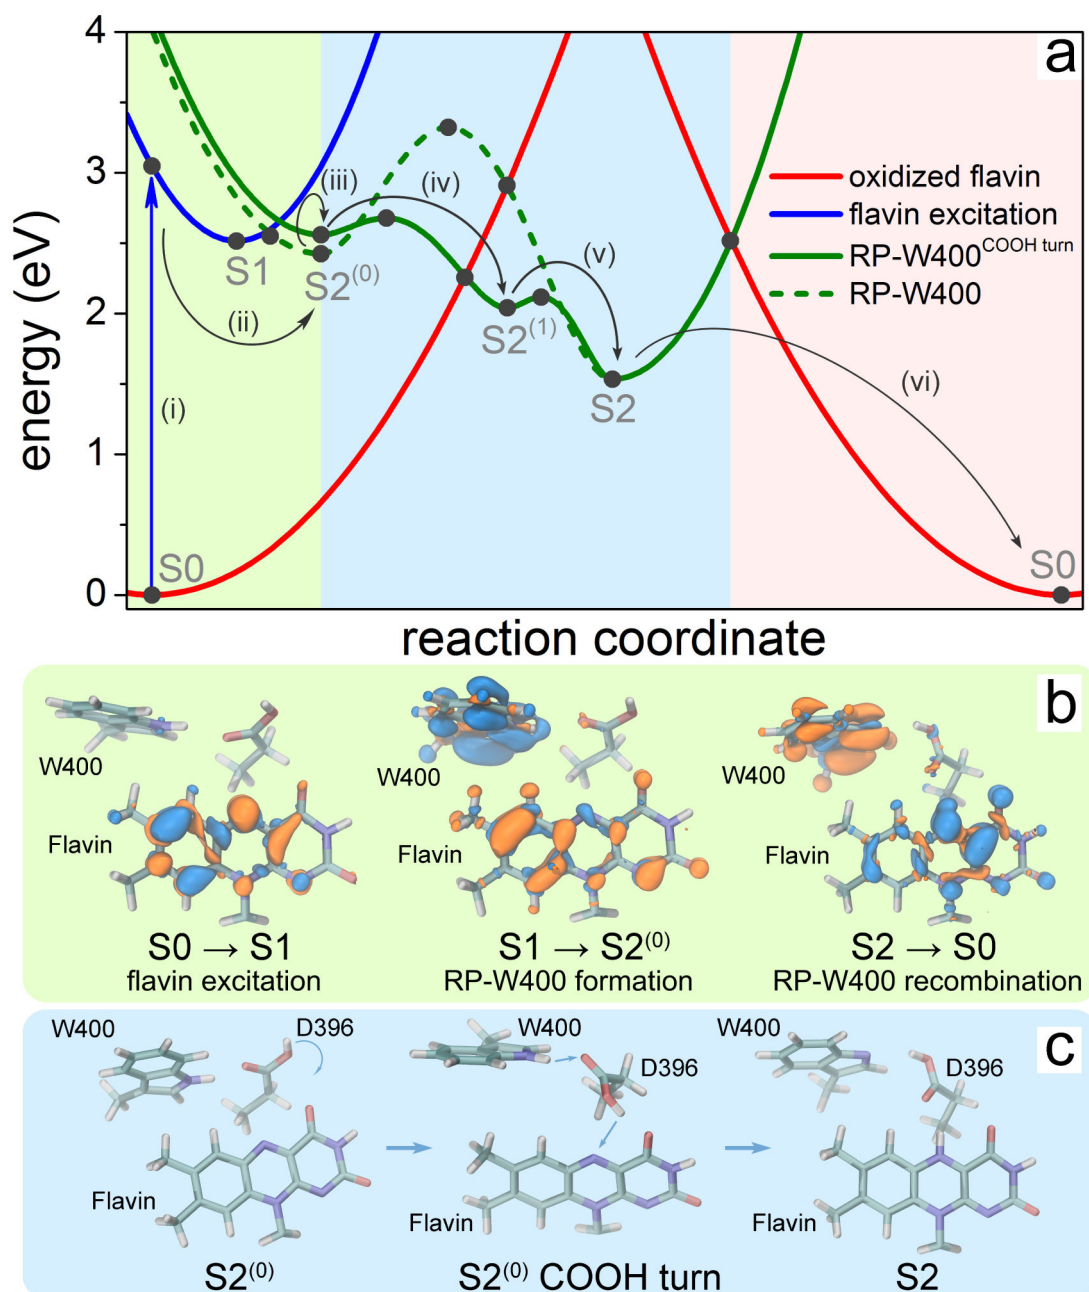 a
energy (eV)
4
3
2
1
0
oxidized flavin
flavin excitation
RP-W400^COOH turn
RP-W400
(i)
(ii)
(iii)
(iv)
(v)
(vi)
S0
S1
S2^(0)
S2^(1)
S2
S0
reaction coordinate
b
W400
Flavin
S0 → S1
flavin excitation
W400
Flavin
S1 → S2^(0)
RP-W400 formation
W400
Flavin
S2 → S0
RP-W400 recombination
c
W400
D396
Flavin
S2^(0)
W400
D396
Flavin
S2^(0) COOH turn
W400
D396
Flavin
S2